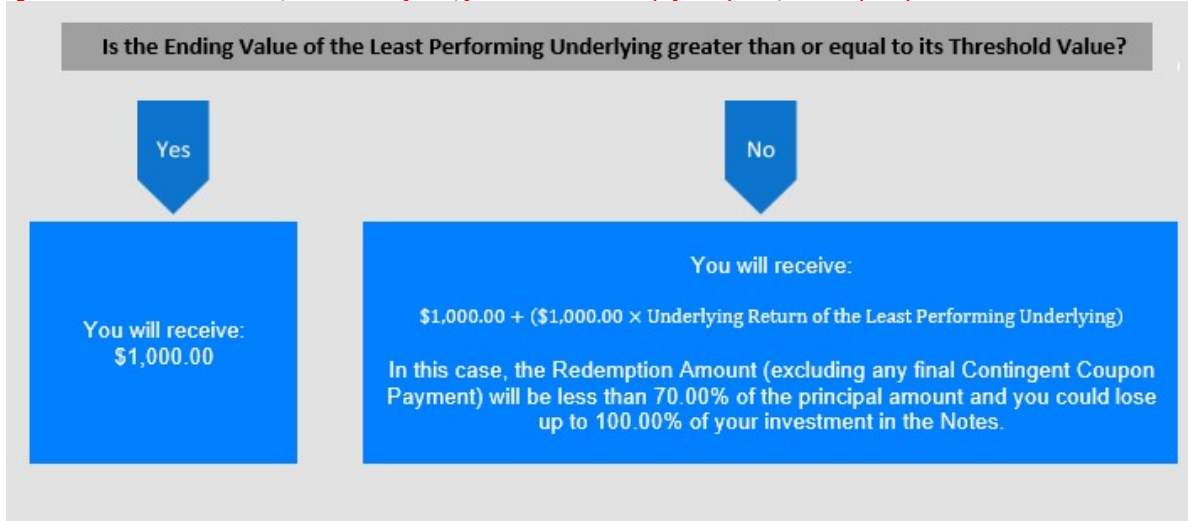 Is the Ending Value of the Least Performing Underlying greater than or equal to its Threshold Value?
Yes
No
You will receive:
$1,000.00
You will receive:
$1,000.00 + ($1,000.00 × Underlying Return of the Least Performing Underlying)
In this case, the Redemption Amount (excluding any final Contingent Coupon
Payment) will be less than 70.00% of the principal amount and you could lose
up to 100.00% of your investment in the Notes.